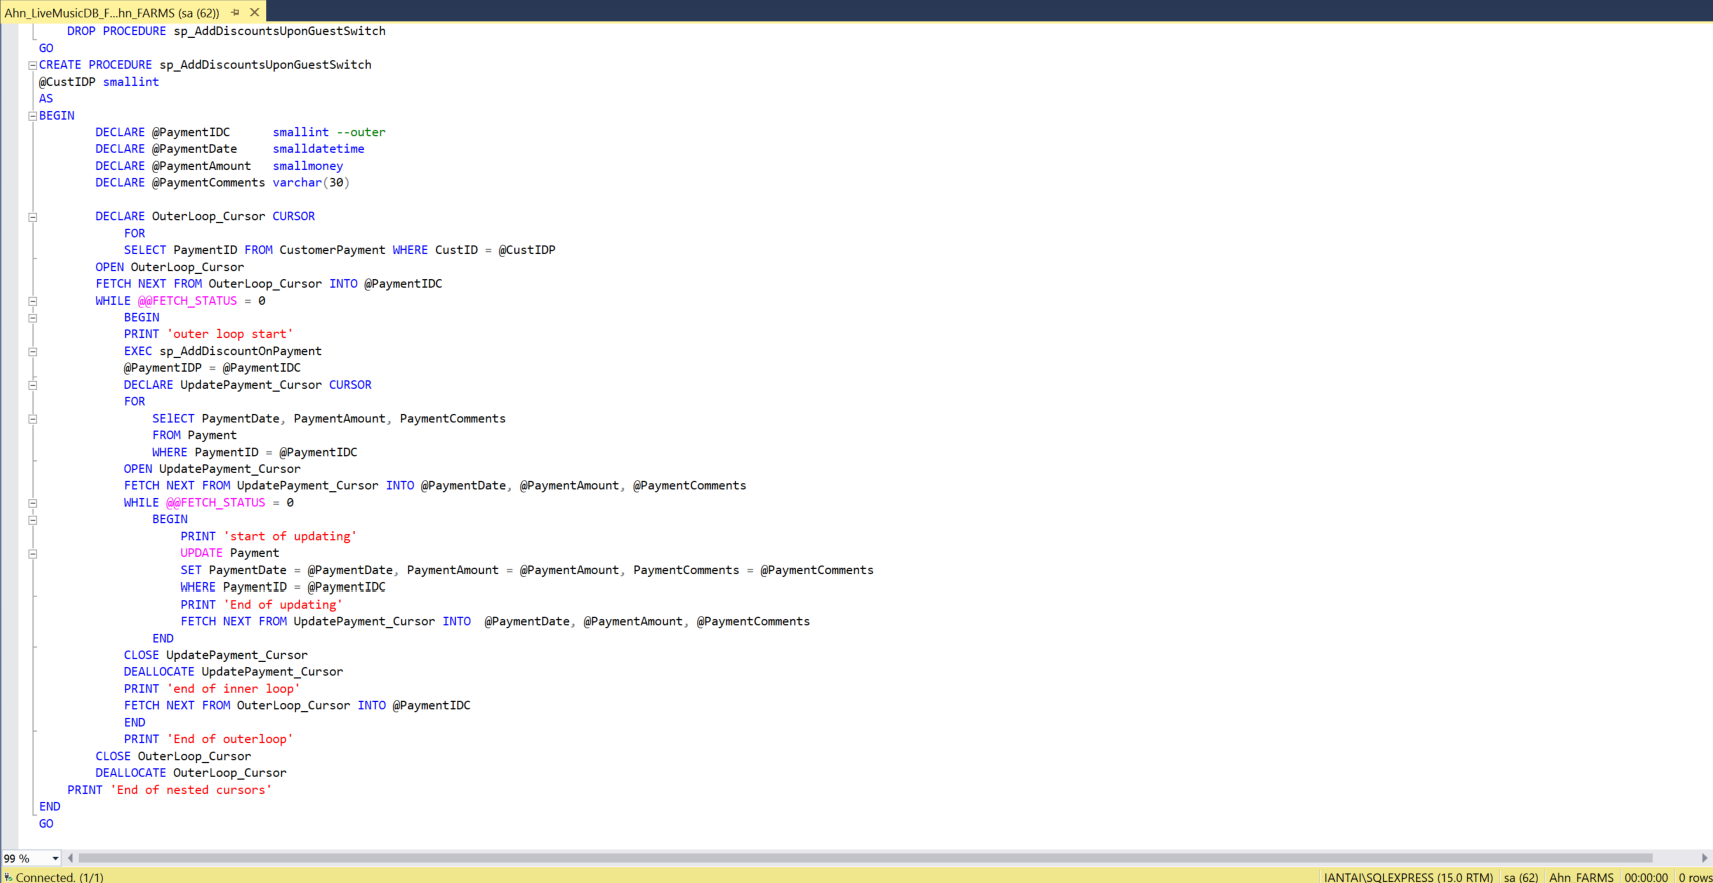 Ahn_LiveMusicDB_F...hn_FARMS (sa (62))
DROP PROCEDURE sp_AddDiscountsUponGuestSwitch
GO
CREATE PROCEDURE sp_AddDiscountsUponGuestSwitch
@CustIDP smallint
AS
BEGIN
DECLARE @PaymentIDC smallint --outer
DECLARE @PaymentDate smalldatetime
DECLARE @PaymentAmount smallmoney
DECLARE @PaymentComments varchar(30)
DECLARE OuterLoop_Cursor CURSOR
FOR
SELECT PaymentID FROM CustomerPayment WHERE CustID = @CustIDP
OPEN OuterLoop_Cursor
FETCH NEXT FROM OuterLoop_Cursor INTO @PaymentIDC
WHILE @@FETCH_STATUS = 0
BEGIN
PRINT 'outer loop start'
EXEC sp_AddDiscountOnPayment
@PaymentIDP = @PaymentIDC
DECLARE UpdatePayment_Cursor CURSOR
FOR
SElECT PaymentDate, PaymentAmount, PaymentComments
FROM Payment
WHERE PaymentID = @PaymentIDC
OPEN UpdatePayment_Cursor
FETCH NEXT FROM UpdatePayment_Cursor INTO @PaymentDate, @PaymentAmount, @PaymentComments
WHILE @@FETCH_STATUS = 0
BEGIN
PRINT 'start of updating'
UPDATE Payment
SET PaymentDate = @PaymentDate, PaymentAmount = @PaymentAmount, PaymentComments = @PaymentComments
WHERE PaymentID = @PaymentIDC
PRINT 'End of updating'
FETCH NEXT FROM UpdatePayment_Cursor INTO @PaymentDate, @PaymentAmount, @PaymentComments
END
CLOSE UpdatePayment_Cursor
DEALLOCATE UpdatePayment_Cursor
PRINT 'end of inner loop'
FETCH NEXT FROM OuterLoop_Cursor INTO @PaymentIDC
END
PRINT 'End of outerloop'
CLOSE OuterLoop_Cursor
DEALLOCATE OuterLoop_Cursor
PRINT 'End of nested cursors'
END
GO
99 %
Connected. (1/1) IANTAI\SQLEXPRESS (15.0 RTM) sa (62) Ahn_FARMS 00:00:00 0 rows